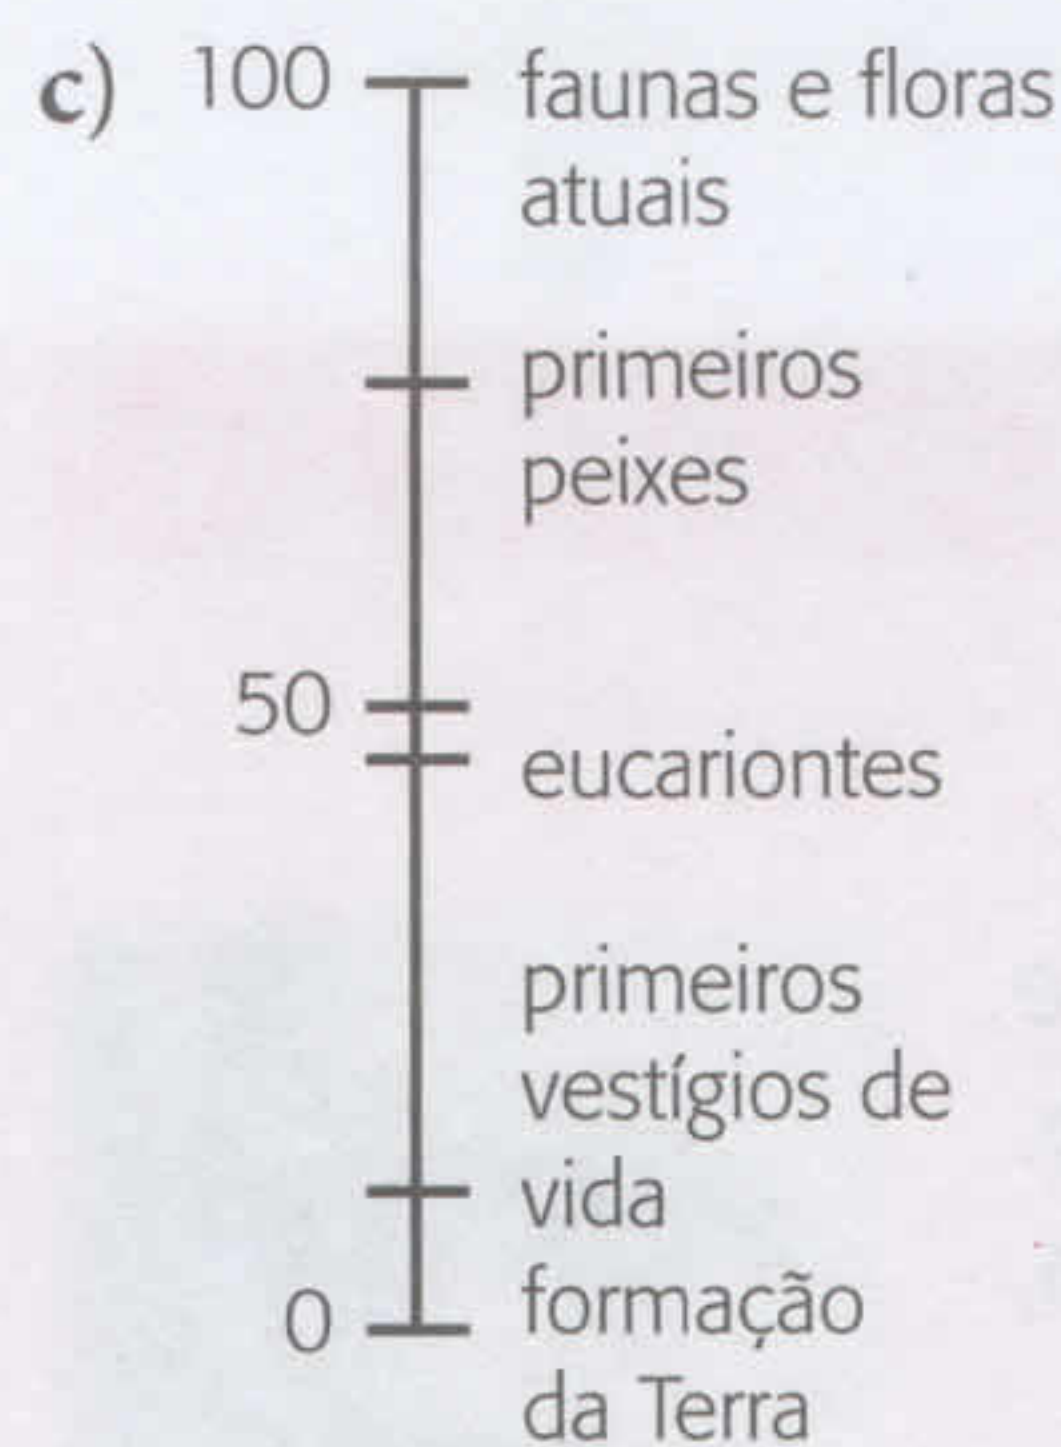 c) 100 faunas e floras
atuais
primeiros
peixes
50
eucariontes
primeiros
vestígios de
vida
0 formação
da Terra